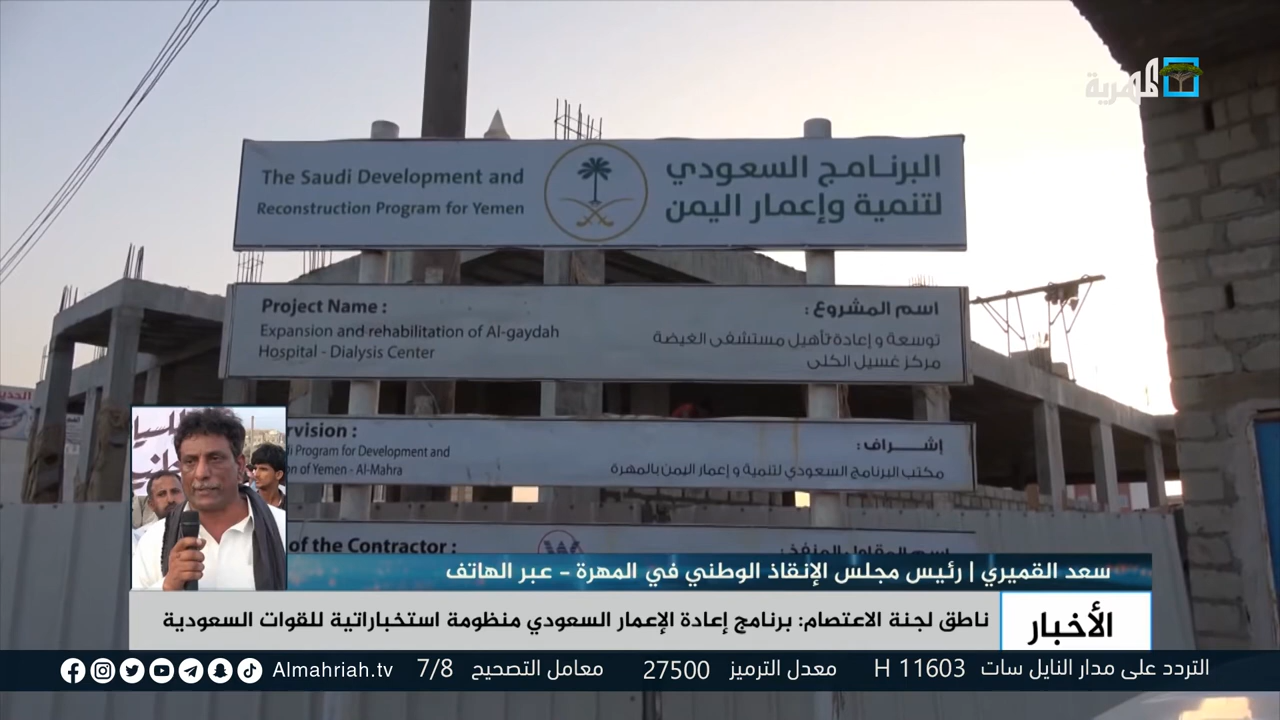 المهرية
البرنامج السعودي
لتنمية وإعمار اليمن
The Saudi Development and
Reconstruction Program for Yemen
اسم المشروع :
توسعة و إعادة تأهيل مستشفى الغيضة
مركز غسيل الكلى
Project Name :
Expansion and rehabilitation of Al-gaydah
Hospital - Dialysis Center
إشراف :
مكتب البرنامج السعودي لتنمية و إعمار اليمن بالمهرة
rvision :
i Program for Development and
on of Yemen - Al-Mahra
اسم المقاول المنفذ :
of the Contractor :
سعد القميري | رئيس مجلس الإنقاذ الوطني في المهرة - عبر الهاتف
الأخبار
ناطق لجنة الاعتصام: برنامج إعادة الإعمار السعودي منظومة استخباراتية للقوات السعودية
التردد على مدار النايل سات 11603 H معدل الترميز 27500 معامل التصحيح 7/8 Almahriah.tv